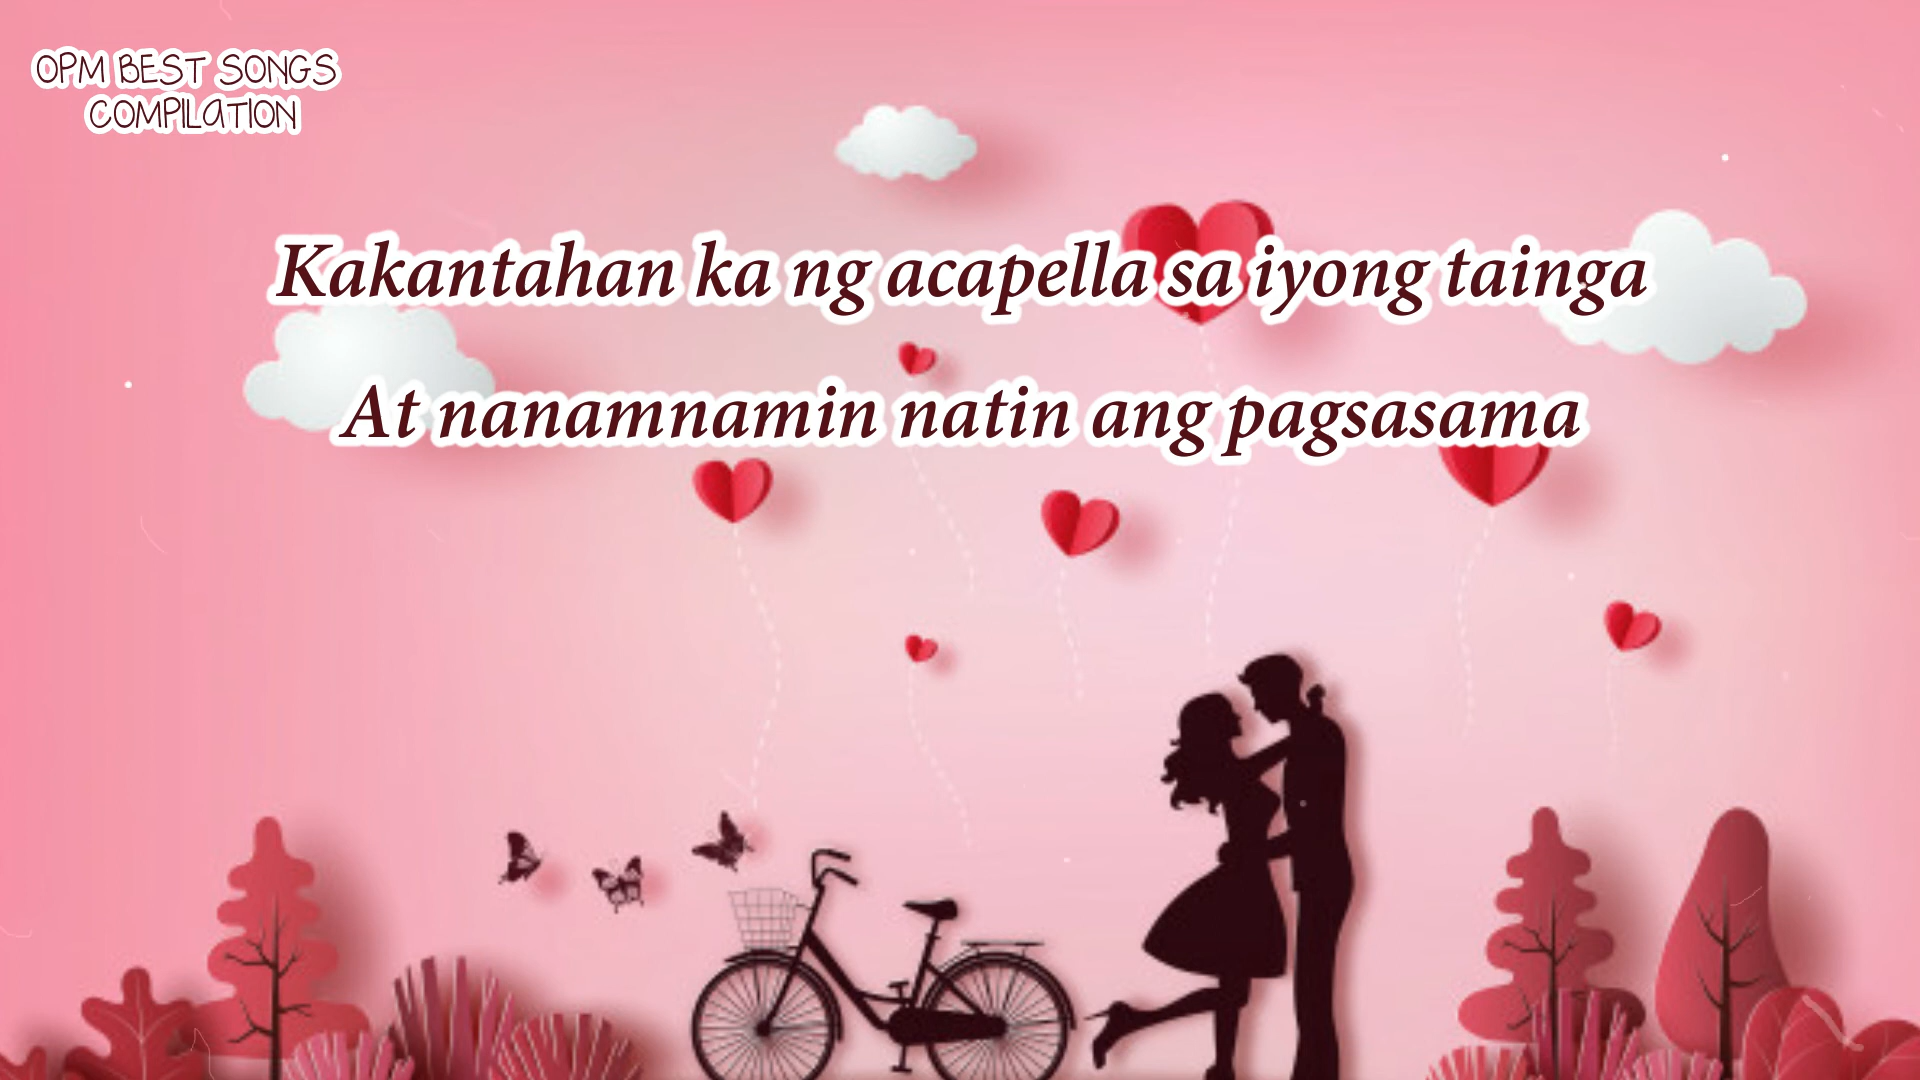 OPM BEST SONGS
COMPILATION
Kakantahan ka ng acapella sa iyong tainga
At nanamnamin natin ang pagsasama